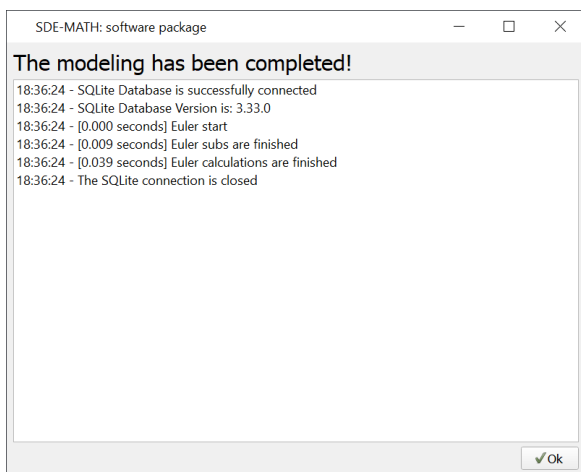 SDE-MATH: software package
The modeling has been completed!
18:36:24 - SQLite Database is successfully connected
18:36:24 - SQLite Database Version is: 3.33.0
18:36:24 - [0.000 seconds] Euler start
18:36:24 - [0.009 seconds] Euler subs are finished
18:36:24 - [0.039 seconds] Euler calculations are finished
18:36:24 - The SQLite connection is closed
Ok